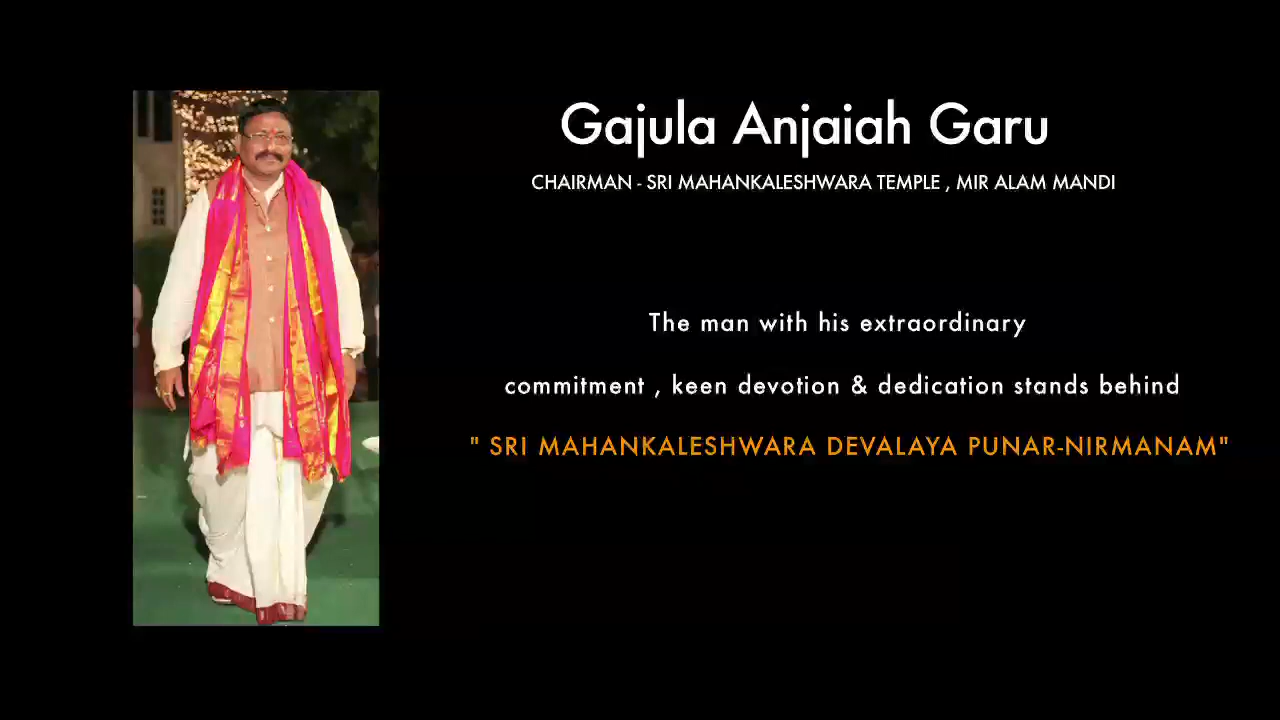 Gajula Anjaiah Garu
CHAIRMAN - SRI MAHANKALESHWARA TEMPLE , MIR ALAM MANDI
The man with his extraordinary
commitment , keen devotion & dedication stands behind
" SRI MAHANKALESHWARA DEVALAYA PUNAR-NIRMANAM"